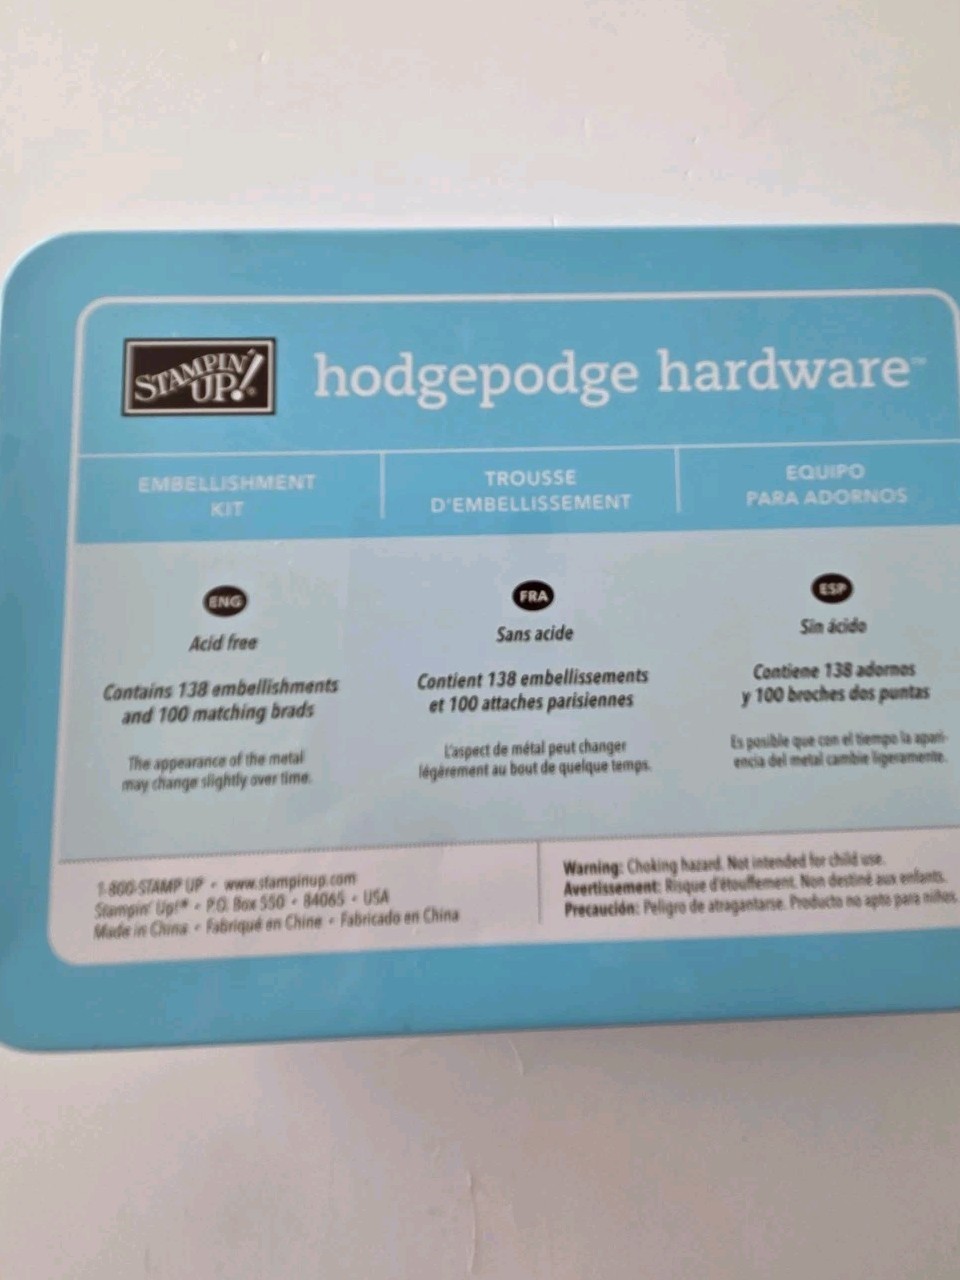 STAMPIN' UP!®
hodgepodge hardware™
EMBELLISHMENT
KIT
TROUSSE
D'EMBELLISSEMENT
EQUIPO
PARA ADORNOS
ENG
Acid free
Contains 138 embellishments
and 100 matching brads
The appearance of the metal
may change slightly over time.
FRA
Sans acide
Contient 138 embellissements
et 100 attaches parisiennes
L'aspect de métal peut changer
légèrement au bout de quelque temps.
ESP
Sin ácido
Contiene 138 adornos
y 100 broches dos puntas
Es posible que con el tiempo la apari-
encia del metal cambie ligeramente.
1-800-STAMP UP • www.stampinup.com
Stampin' Up!® • P.O. Box 550 • 84065 • USA
Made in China • Fabriqué en Chine • Fabricado en China
Warning: Choking hazard. Not intended for child use.
Avertissement: Risque d'étouffement. Non destiné aux enfants.
Precaución: Peligro de atragantarse. Producto no apto para niños.